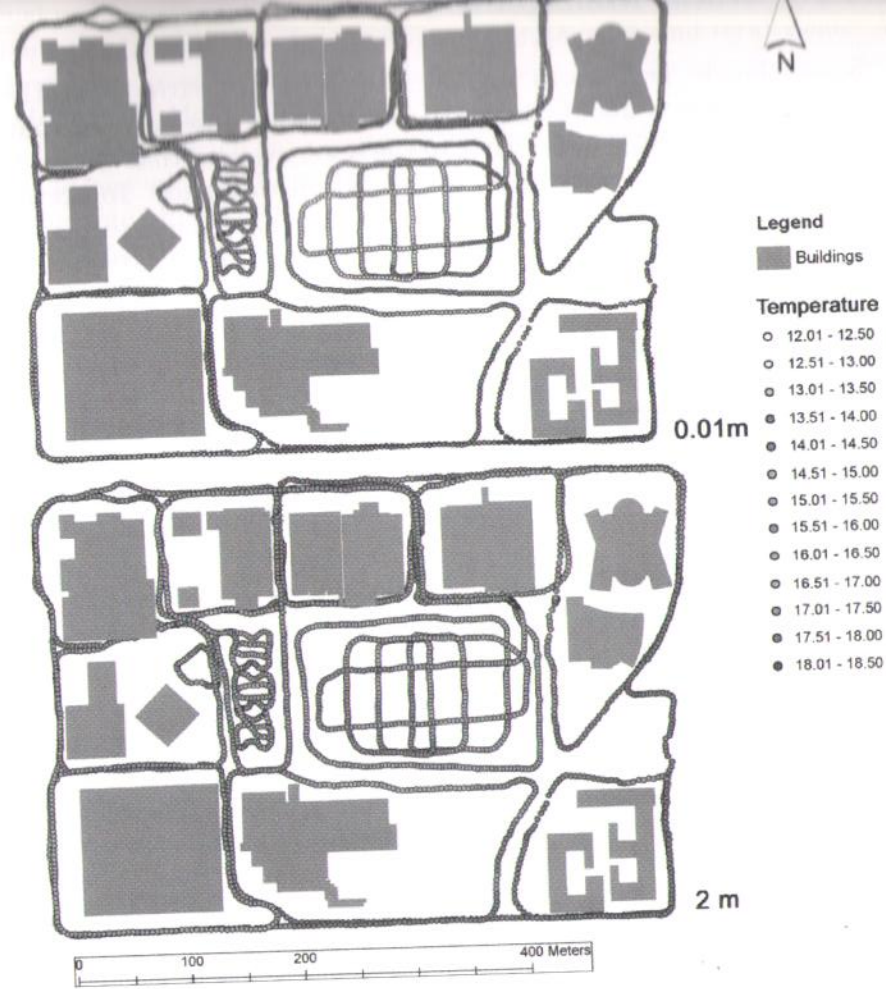 N
Legend
Buildings
Temperature
12.01 - 12.50
12.51 - 13.00
13.01 - 13.50
13.51 - 14.00
14.01 - 14.50
14.51 - 15.00
15.01 - 15.50
15.51 - 16.00
16.01 - 16.50
16.51 - 17.00
17.01 - 17.50
17.51 - 18.00
18.01 - 18.50
0.01m
2 m
0 100 200 400 Meters